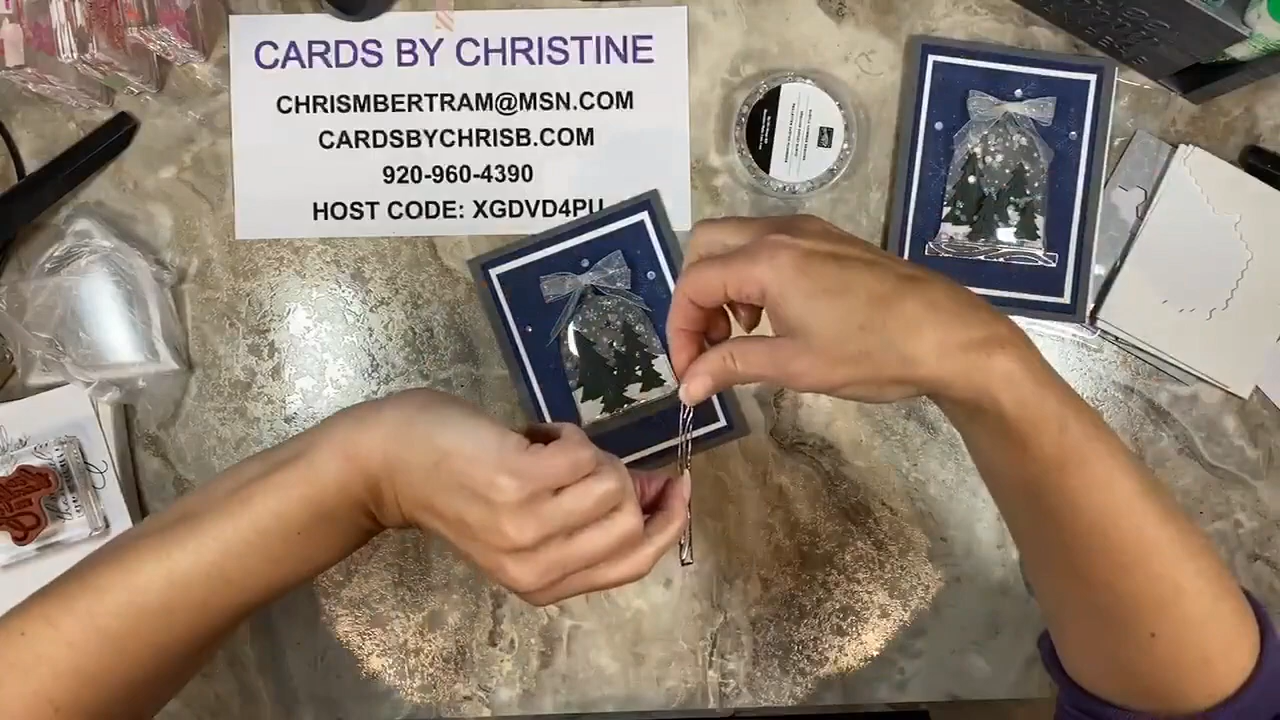 CARDS BY CHRISTINE
CHRISMBERTRAM@MSN.COM
CARDSBYCHRISB.COM
920-960-4390
HOST CODE: XGDVD4PU